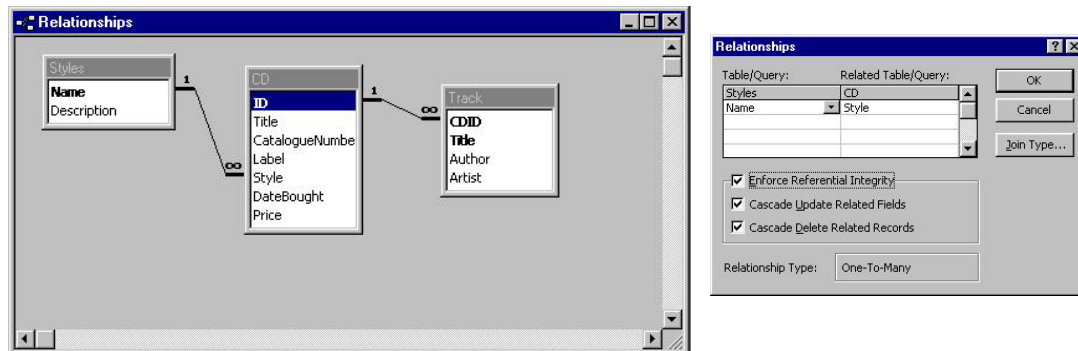 Relationships
Styles
Name
Description
1
∞
CD
ID
Title
CatalogueNumbe
Label
Style
DateBought
Price
1
∞
Track
CDID
Title
Author
Artist
Relationships
Table/Query: Related Table/Query:
Styles CD
Name Style
OK
Cancel
Join Type...
Enforce Referential Integrity
Cascade Update Related Fields
Cascade Delete Related Records
Relationship Type: One-To-Many